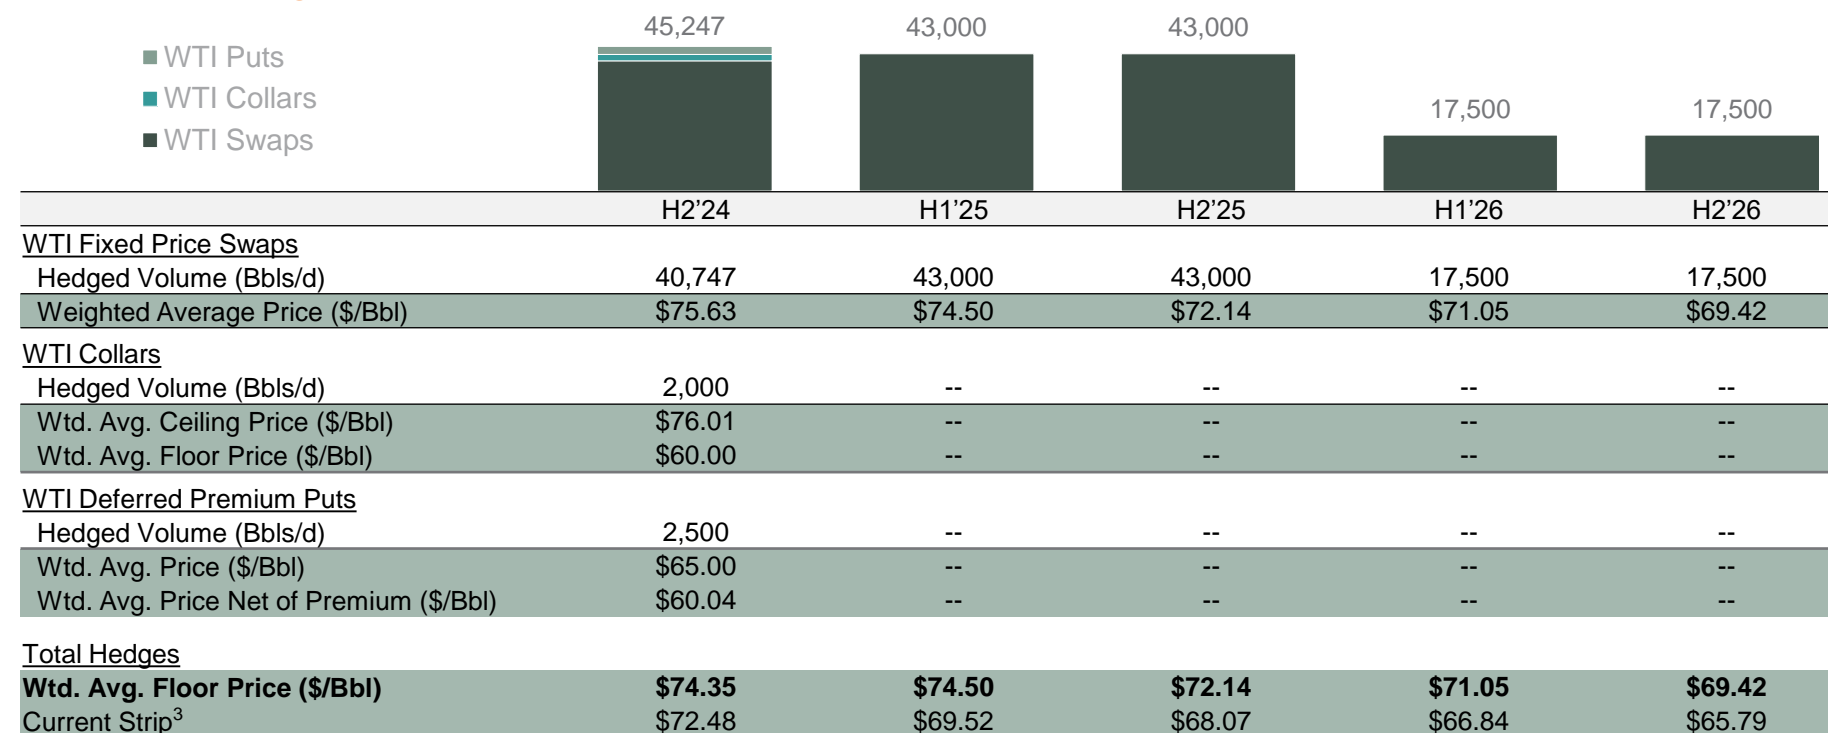 45,247 43,000 43,000
WTI Puts
WTI Collars
17,500 17,500
WTI Swaps
H2’24 H1’25 H2’25 H1’26 H2’26
WTI Fixed Price Swaps
Hedged Volume (Bbls/d) 40,747 43,000 43,000 17,500 17,500
Weighted Average Price ($/Bbl) $75.63 $74.50 $72.14 $71.05 $69.42
WTI Collars
Hedged Volume (Bbls/d) 2,000 -- -- -- --
Wtd. Avg. Ceiling Price ($/Bbl) $76.01 -- -- -- --
Wtd. Avg. Floor Price ($/Bbl) $60.00 -- -- -- --
WTI Deferred Premium Puts
Hedged Volume (Bbls/d) 2,500 -- -- -- --
Wtd. Avg. Price ($/Bbl) $65.00 -- -- -- --
Wtd. Avg. Price Net of Premium ($/Bbl) $60.04 -- -- -- --
Total Hedges
Wtd. Avg. Floor Price ($/Bbl) $74.35 $74.50 $72.14 $71.05 $69.42
Current Strip³ $72.48 $69.52 $68.07 $66.84 $65.79